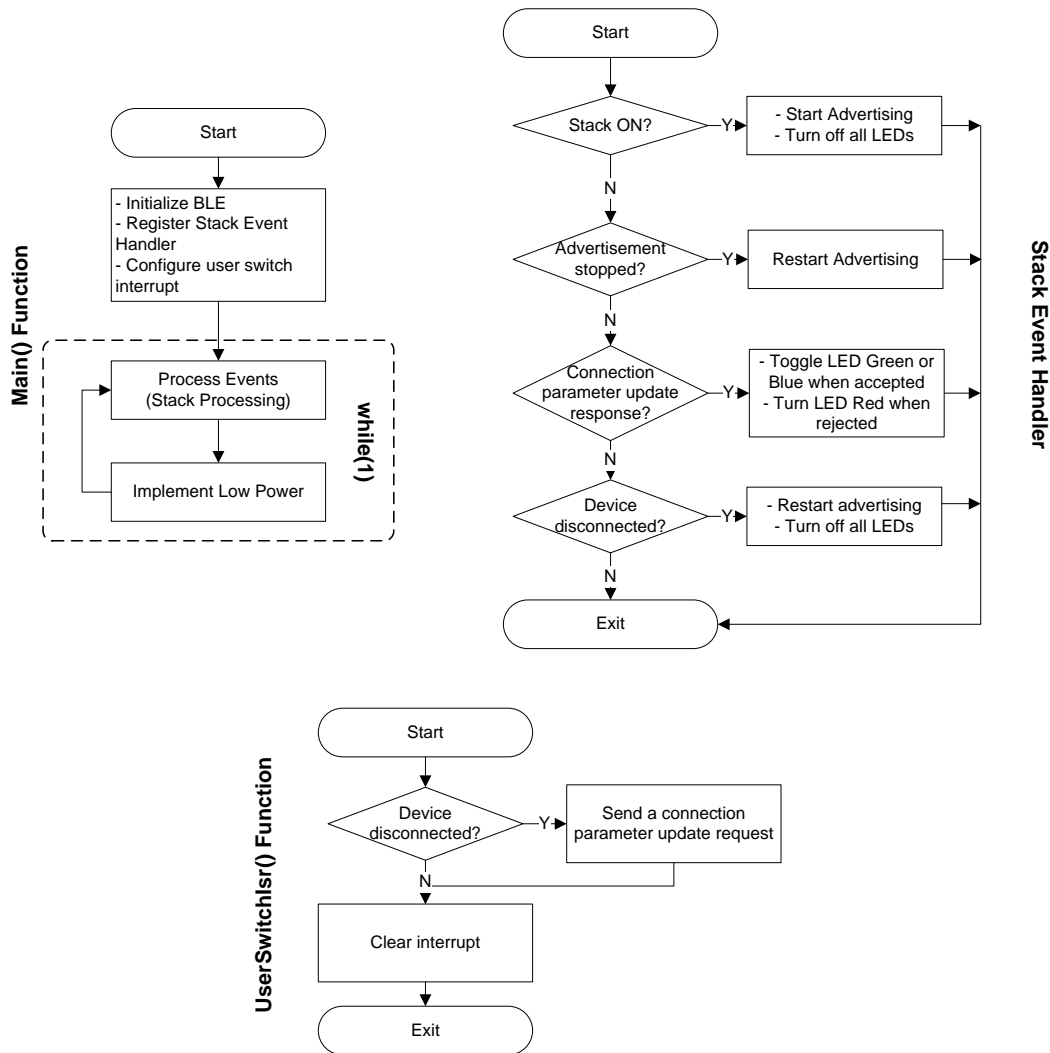 Main() Function
Start
- Initialize BLE
- Register Stack Event
Handler
- Configure user switch
interrupt
Process Events
(Stack Processing)
Implement Low Power
while(1)
Start
Stack ON?
Y
- Start Advertising
- Turn off all LEDs
N
Advertisement
stopped?
Y
Restart Advertising
N
Connection
parameter update
response?
Y
- Toggle LED Green or
Blue when accepted
- Turn LED Red when
rejected
N
Device
disconnected?
Y
- Restart advertising
- Turn off all LEDs
N
Exit
Stack Event Handler
UserSwitchIsr() Function
Start
Device
disconnected?
Y
Send a connection
parameter update request
N
Clear interrupt
Exit